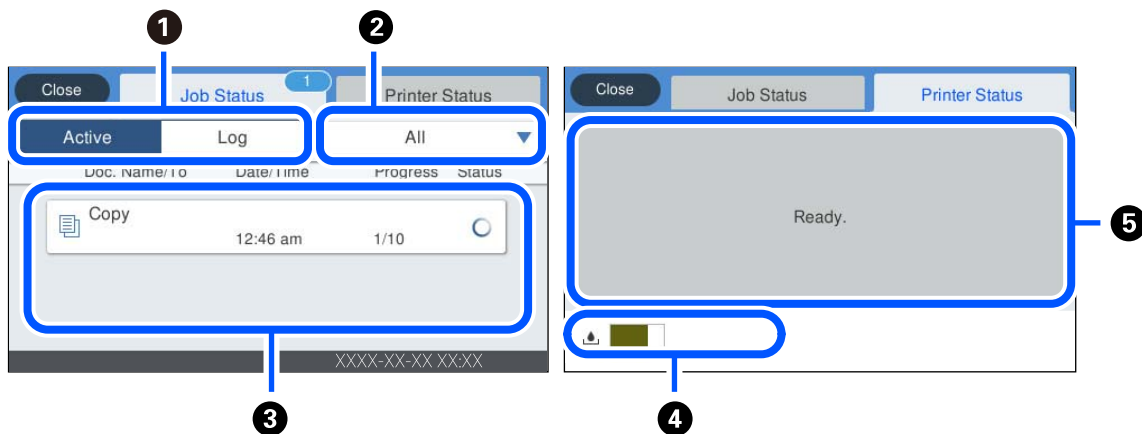 1
2
Close
Job Status
1
Printer Status
Active
Log
All
Doc. Name/To
Date/Time
Progress
Status
Copy
12:46 am
1/10
XXXX-XX-XX XX:XX
3
Close
Job Status
Printer Status
Ready.
5
4